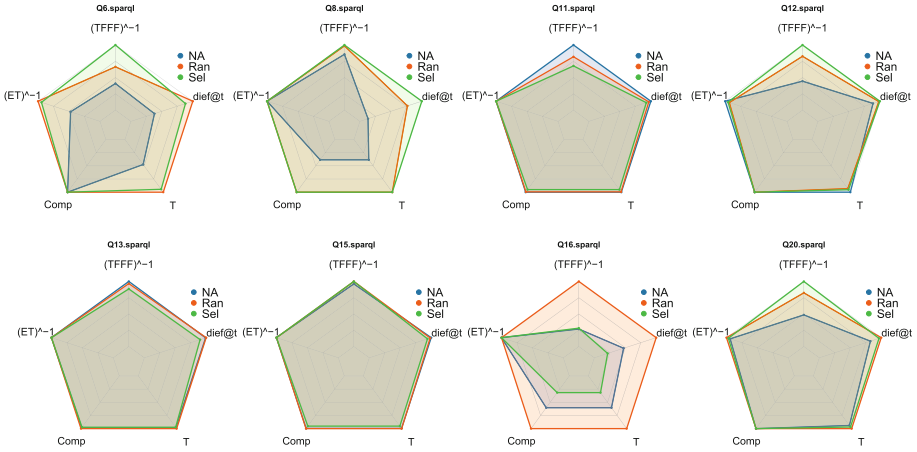 Q6.sparql
(TFFF)^−1
NA
Ran
Sel
(ET)^−1
dief@t
Comp
T
Q8.sparql
(TFFF)^−1
NA
Ran
Sel
(ET)^−1
dief@t
Comp
T
Q11.sparql
(TFFF)^−1
NA
Ran
Sel
(ET)^−1
dief@t
Comp
T
Q12.sparql
(TFFF)^−1
NA
Ran
Sel
(ET)^−1
dief@t
Comp
T
Q13.sparql
(TFFF)^−1
NA
Ran
Sel
(ET)^−1
dief@t
Comp
T
Q15.sparql
(TFFF)^−1
NA
Ran
Sel
(ET)^−1
dief@t
Comp
T
Q16.sparql
(TFFF)^−1
NA
Ran
Sel
(ET)^−1
dief@t
Comp
T
Q20.sparql
(TFFF)^−1
NA
Ran
Sel
(ET)^−1
dief@t
Comp
T